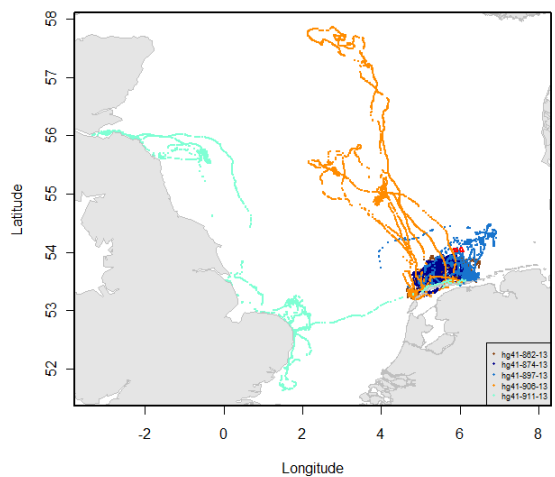 58
57
56
55
54
53
52
Latitude
-2 0 2 4 6 8
Longitude
hg41-862-13
hg41-874-13
hg41-897-13
hg41-906-13
hg41-911-13